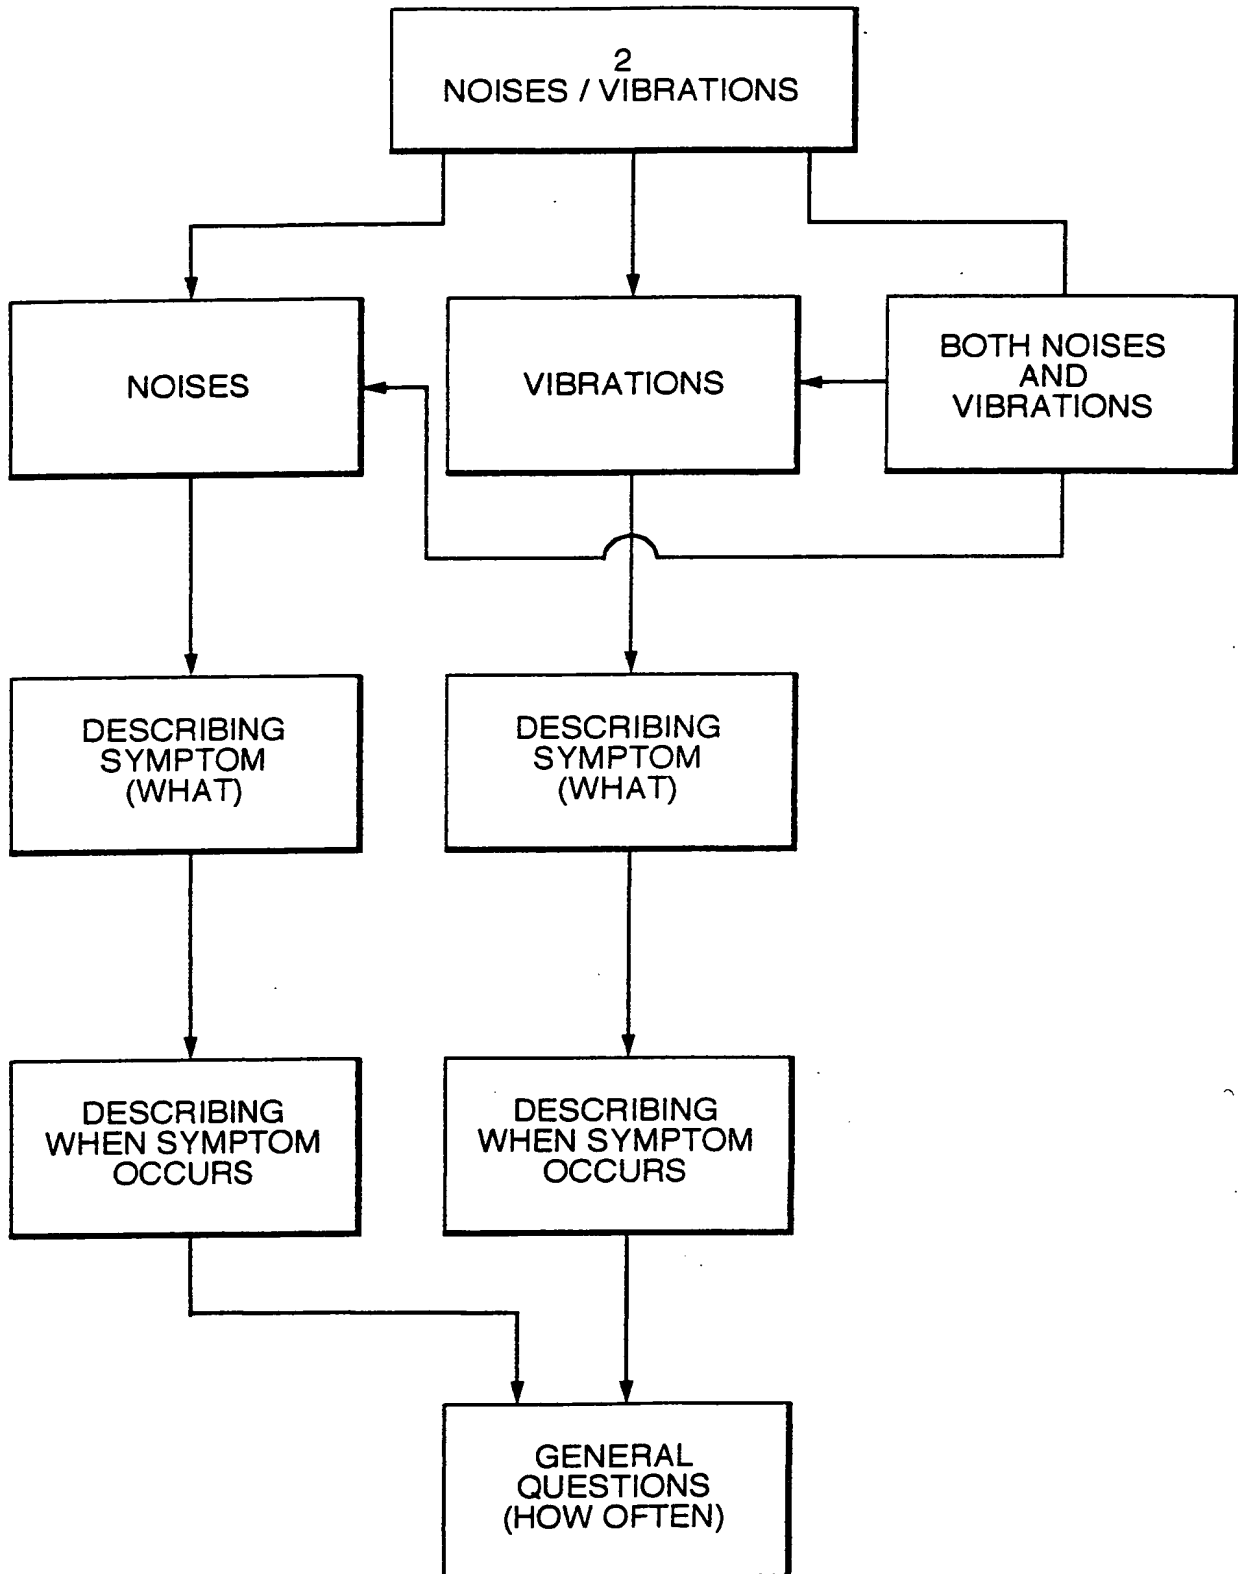 2
NOISES / VIBRATIONS
NOISES
VIBRATIONS
BOTH NOISES
AND
VIBRATIONS
DESCRIBING
SYMPTOM
(WHAT)
DESCRIBING
SYMPTOM
(WHAT)
DESCRIBING
WHEN SYMPTOM
OCCURS
DESCRIBING
WHEN SYMPTOM
OCCURS
GENERAL
QUESTIONS
(HOW OFTEN)